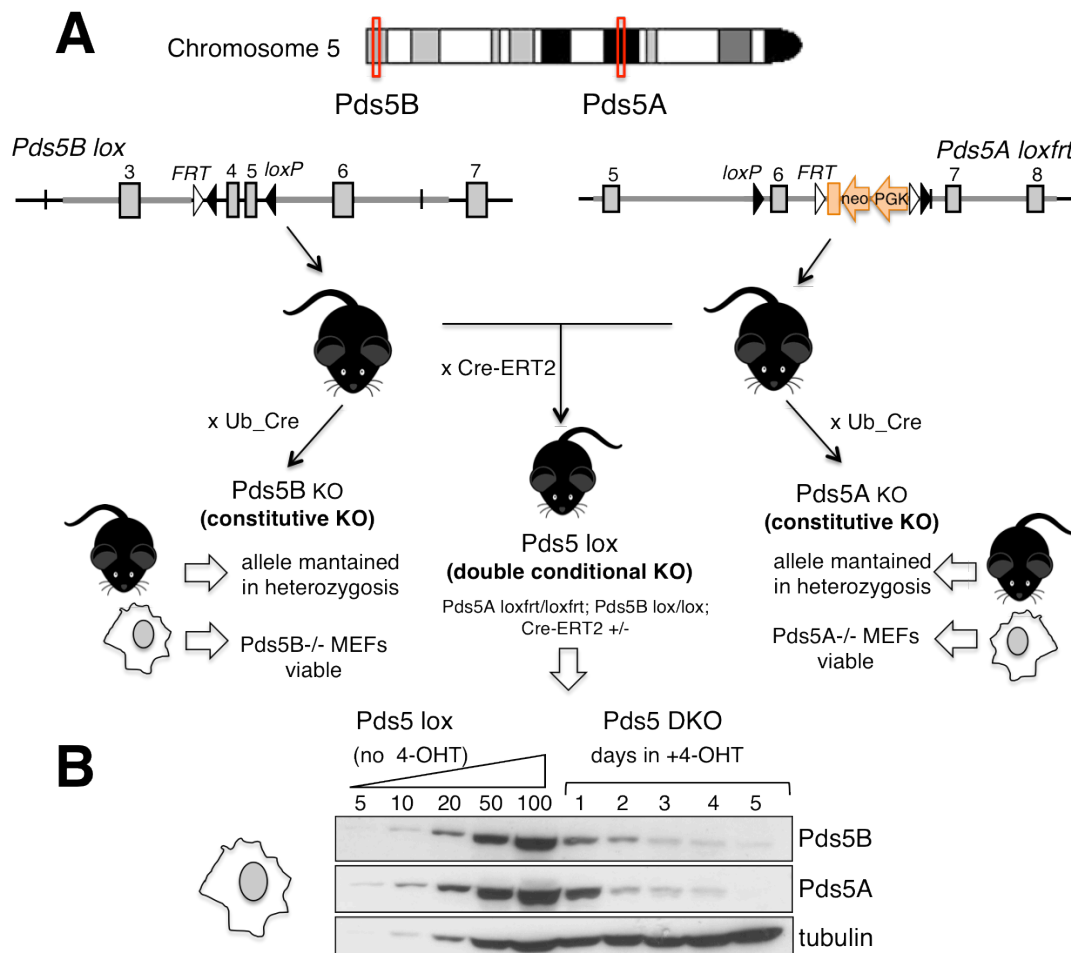 A
Chromosome 5
Pds5B
Pds5A
Pds5B lox
3
FRT
4
5
loxP
6
7
Pds5A loxfrt
5
loxP
6
FRT
neo
PGK
7
8
x Cre-ERT2
x Ub_Cre
x Ub_Cre
Pds5B KO
(constitutive KO)
allele mantained
in heterozygosis
Pds5B-/- MEFs
viable
Pds5 lox
(double conditional KO)
Pds5A loxfrt/loxfrt; Pds5B lox/lox;
Cre-ERT2 +/-
Pds5A KO
(constitutive KO)
allele mantained
in heterozygosis
Pds5A-/- MEFs
viable
B
Pds5 lox
(no 4-OHT)
Pds5 DKO
days in +4-OHT
5 10 20 50 100 1 2 3 4 5
Pds5B
Pds5A
tubulin